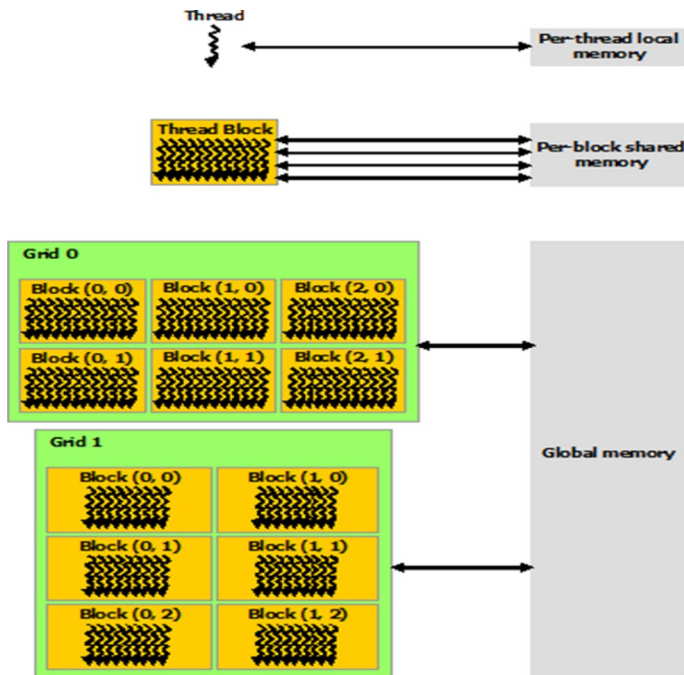 Thread
Per-thread local
memory
Thread Block
Per-block shared
memory
Grid 0
Block (0, 0)
Block (1, 0)
Block (2, 0)
Block (0, 1)
Block (1, 1)
Block (2, 1)
Global memory
Grid 1
Block (0, 0)
Block (1, 0)
Block (0, 1)
Block (1, 1)
Block (0, 2)
Block (1, 2)